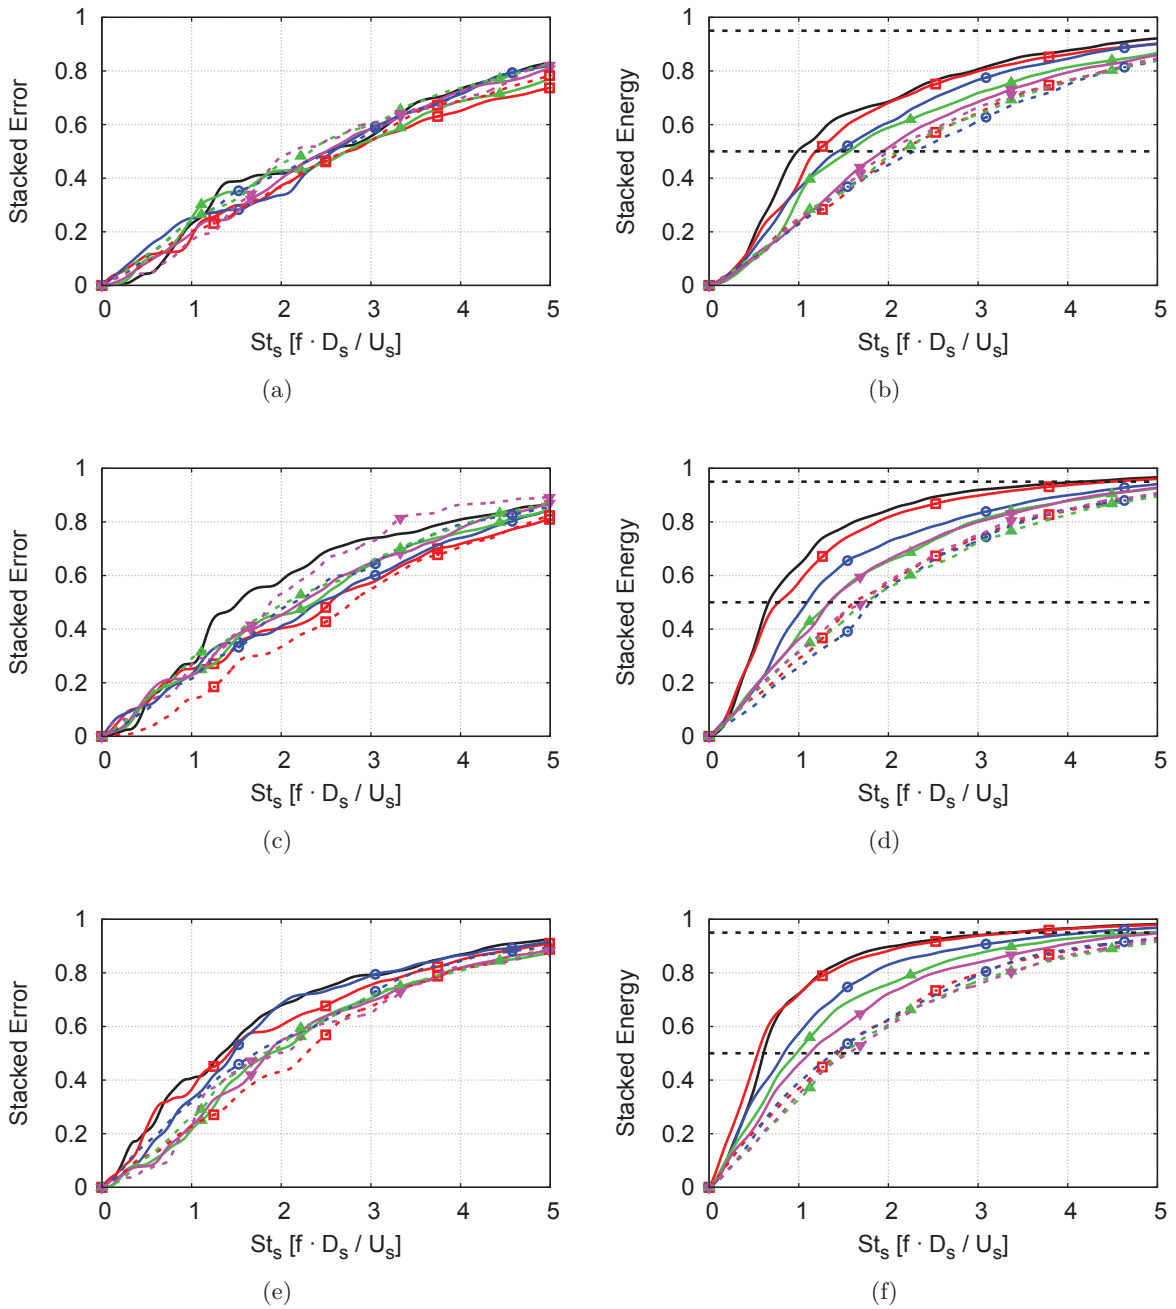 1
0.8
0.6
0.4
0.2
0
Stacked Error
0 1 2 3 4 5
St_s [f · D_s / U_s]
(a)
1
0.8
0.6
0.4
0.2
0
Stacked Energy
0 1 2 3 4 5
St_s [f · D_s / U_s]
(b)
1
0.8
0.6
0.4
0.2
0
Stacked Error
0 1 2 3 4 5
St_s [f · D_s / U_s]
(c)
1
0.8
0.6
0.4
0.2
0
Stacked Energy
0 1 2 3 4 5
St_s [f · D_s / U_s]
(d)
1
0.8
0.6
0.4
0.2
0
Stacked Error
0 1 2 3 4 5
St_s [f · D_s / U_s]
(e)
1
0.8
0.6
0.4
0.2
0
Stacked Energy
0 1 2 3 4 5
St_s [f · D_s / U_s]
(f)